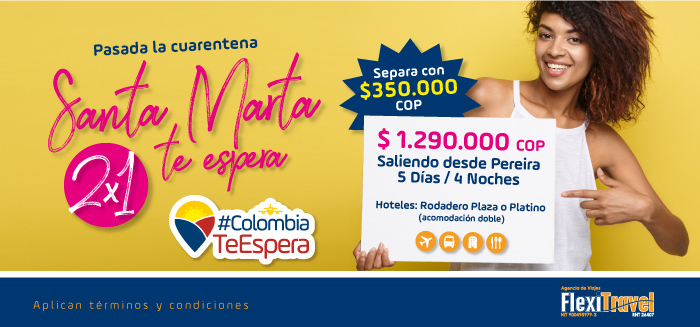 Pasada la cuarentena
Santa Marta
te espera
2x1
#Colombia
TeEspera
Separa con
$350.000
COP
$ 1.290.000 COP
Saliendo desde Pereira
5 Días / 4 Noches
Hoteles: Rodadero Plaza o Platino
(acomodación doble)
Aplican términos y condiciones
Agencia de Viajes
FlexiTravel
RNT 26407